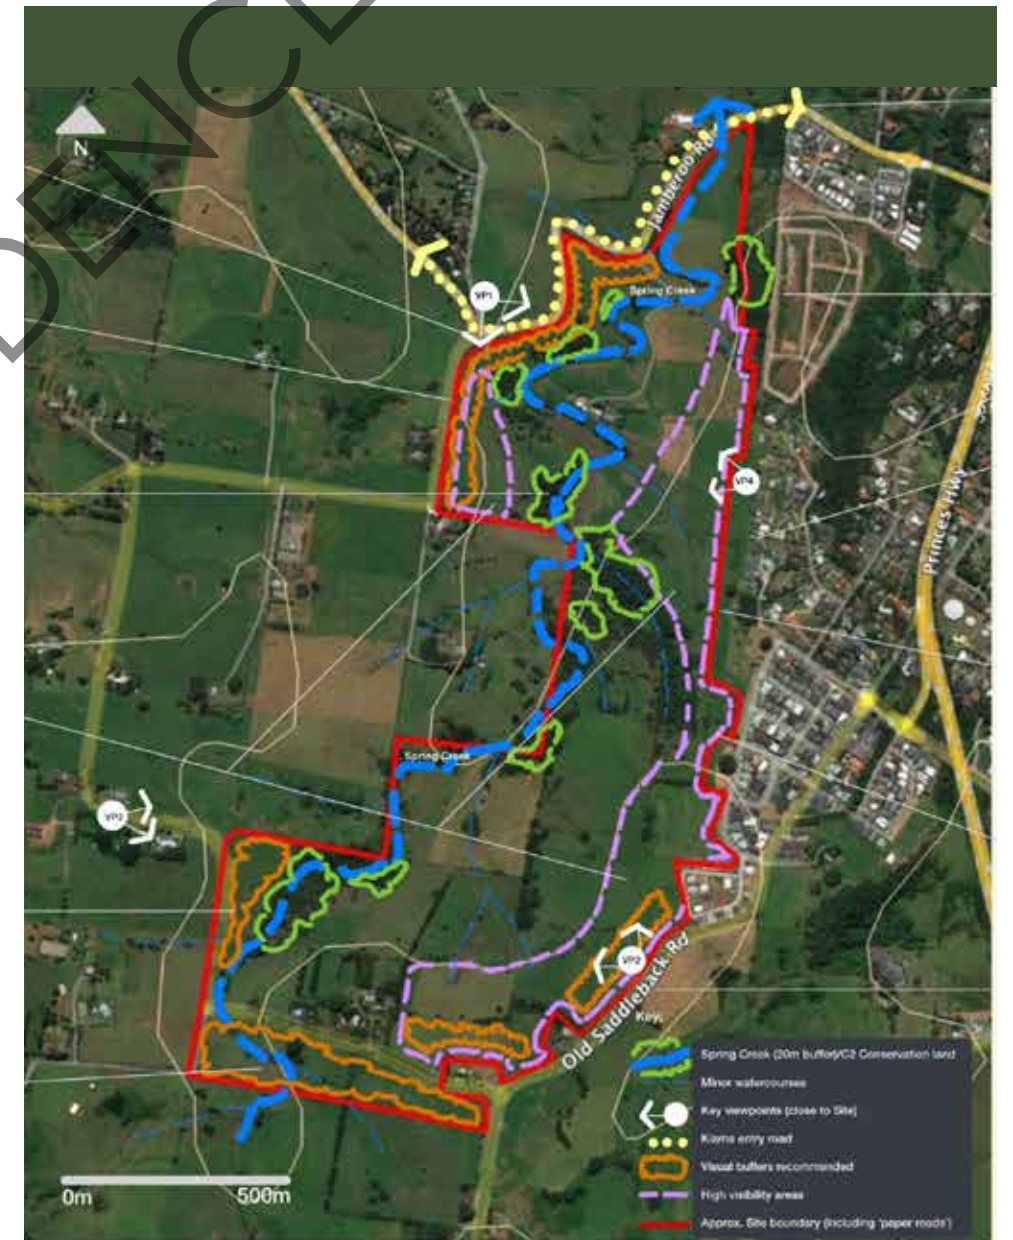 DENCE
N
Jamberoo Rd
VP1
Spring Creek
VP4
Princes Hwy
Spring Creek
VP3
VP2
Old Saddleback Rd
Key:
Spring Creek (20m buffer)/C2 Conservation land
Minor watercourses
Key viewpoints (close to Site)
Kiama entry road
Visual buffers recommended
High visibility areas
Approx. Site boundary (including 'paper roads')
0m 500m